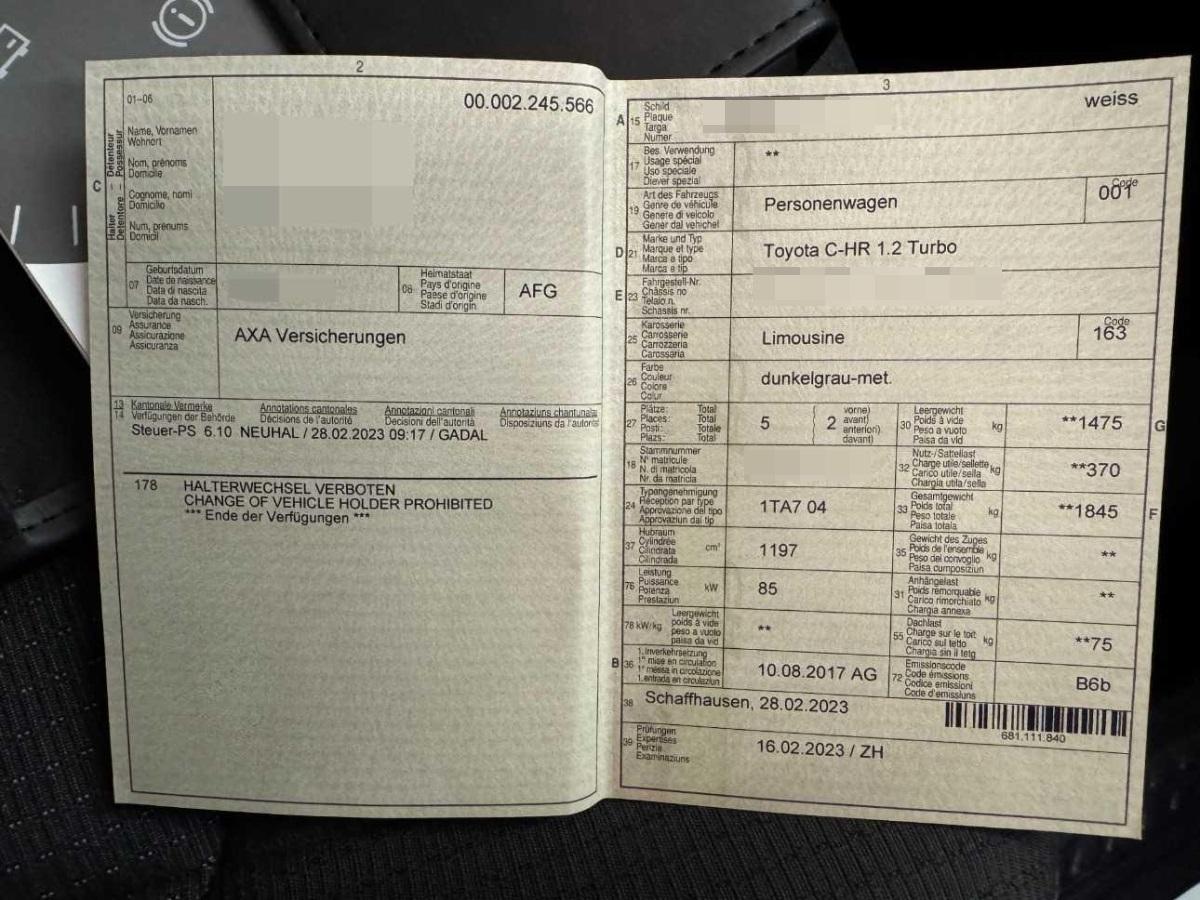 2
01-06
00.002.245.566
C
Halter – Détenteur
Detentore – Possessur
Name, Vornamen
Wohnort
Nom, prénoms
Domicile
Cognome, nomi
Domicilio
Num, prenums
Domicil
07
Geburtsdatum
Date de naissance
Data di nascita
Data da nasch.
08
Heimatstaat
Pays d'origine
Paese d'origine
Stadi d'origin
AFG
09
Versicherung
Assurance
Assicurazione
Assicuranza
AXA Versicherungen
13
14
Kantonale Vermerke
Verfügungen der Behörde
Annotations cantonales
Décisions de l'autorité
Annotazioni cantonali
Decisioni dell'autorità
Annotaziuns chantunala
Disposiziuns da l'autorit
Steuer-PS 6.10 NEUHAL / 28.02.2023 09:17 / GADAL
178
HALTERWECHSEL VERBOTEN
CHANGE OF VEHICLE HOLDER PROHIBITED
*** Ende der Verfügungen ***
3
A
15
Schild
Plaque
Targa
Numer
weiss
17
Bes. Verwendung
Usage spécial
Uso speciale
Diever spezial
**
19
Art des Fahrzeugs
Genre de véhicule
Genere di veicolo
Gener dal vehichel
Personenwagen
Code
001
D
21
Marke und Typ
Marque et type
Marca e tipo
Marca e tip
Toyota C-HR 1.2 Turbo
E
23
Fahrgestell-Nr.
Châssis no
Telaio n.
Schassis nr.
25
Karosserie
Carrosserie
Carrozzeria
Carossaria
Limousine
Code
163
26
Farbe
Couleur
Colore
Colur
dunkelgrau-met.
27
Plätze: Total
Places: Total
Posti: Totale
Plazs: Total
5
2
vorne)
avant)
anteriori)
davant)
30
Leergewicht
Poids à vide
Peso a vuoto
Paisa da vid
kg
**1475
G
18
Stammnummer
N° matricule
N. di matricola
Nr. da matricla
32
Nutz-/Sattellast
Charge utile/sellette
Carico utile/sella
Chargia utila/sella
kg
**370
24
Typengenehmigung
Réception par type
Approvazione del tipo
Approvaziun dal tip
1TA7 04
33
Gesamtgewicht
Poids total
Peso totale
Paisa totala
kg
**1845
F
37
Hubraum
Cylindrée
Cilindrata
Cilindrada
cm³
1197
35
Gewicht des Zuges
Poids de l'ensemble
Peso del convoglio
Paisa cumposiziun
kg
**
76
Leistung
Puissance
Potenza
Prestaziun
kW
85
31
Anhängelast
Poids remorquable
Carico rimorchiato
Chargia annexa
kg
**
78 kW/kg
Leergewicht
poids à vide
peso a vuoto
paisa da vid
**
55
Dachlast
Charge sur le toit
Carico sul tetto
Chargia sin il tetg
kg
**75
B
36
1. Inverkehrsetzung
1re mise en circulation
1a messa in circolazione
1. entrada en circulaziun
10.08.2017 AG
72
Emissionscode
Code émissions
Codice emissioni
Code d'emissiuns
B6b
38
Schaffhausen, 28.02.2023
681.111.840
39
Prüfungen
Expertises
Perizie
Examinaziuns
16.02.2023 / ZH